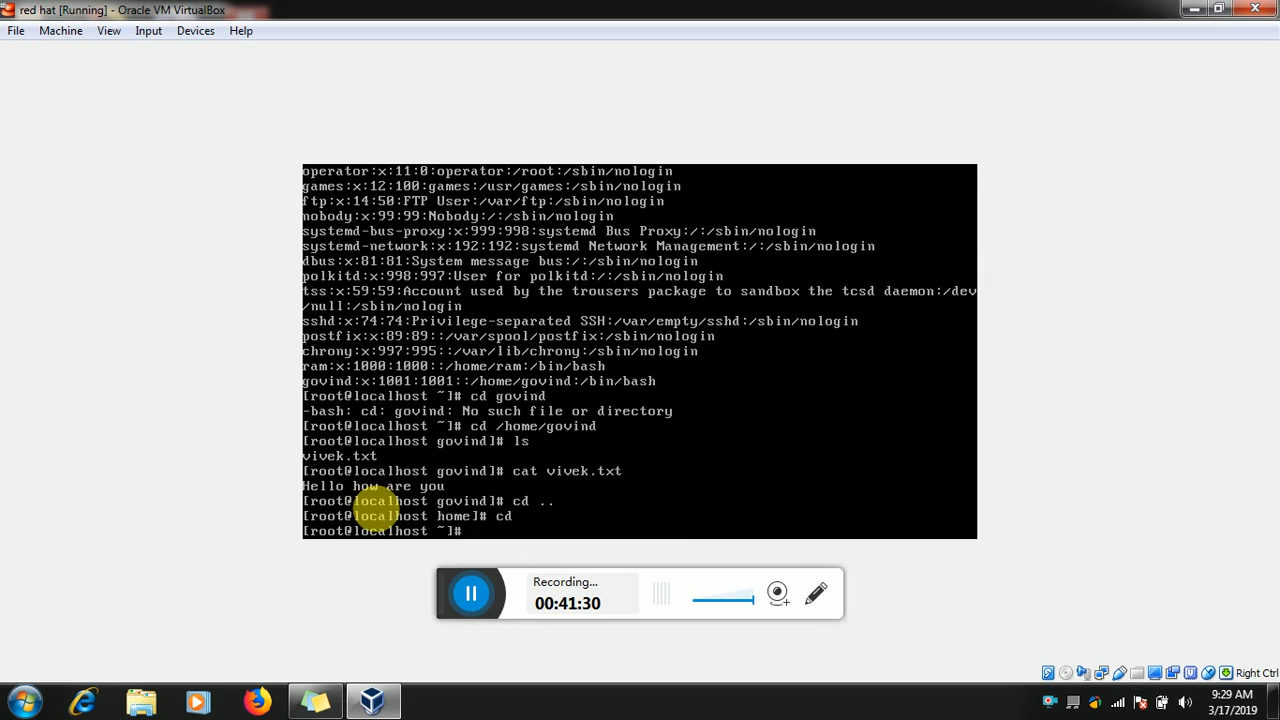 red hat [Running] - Oracle VM VirtualBox
File Machine View Input Devices Help
operator:x:11:0:operator:/root:/sbin/nologin
games:x:12:100:games:/usr/games:/sbin/nologin
ftp:x:14:50:FTP User:/var/ftp:/sbin/nologin
nobody:x:99:99:Nobody:/:/sbin/nologin
systemd-bus-proxy:x:999:998:systemd Bus Proxy:/:/sbin/nologin
systemd-network:x:192:192:systemd Network Management:/:/sbin/nologin
dbus:x:81:81:System message bus:/:/sbin/nologin
polkitd:x:998:997:User for polkitd:/:/sbin/nologin
tss:x:59:59:Account used by the trousers package to sandbox the tcsd daemon:/dev
/null:/sbin/nologin
sshd:x:74:74:Privilege-separated SSH:/var/empty/sshd:/sbin/nologin
postfix:x:89:89::/var/spool/postfix:/sbin/nologin
chrony:x:997:995::/var/lib/chrony:/sbin/nologin
ram:x:1000:1000::/home/ram:/bin/bash
govind:x:1001:1001::/home/govind:/bin/bash
[root@localhost ~]# cd govind
-bash: cd: govind: No such file or directory
[root@localhost ~]# cd /home/govind
[root@localhost govind]# ls
vivek.txt
[root@localhost govind]# cat vivek.txt
Hello how are you
[root@localhost govind]# cd ..
[root@localhost home]# cd
[root@localhost ~]#
Recording...
00:41:30
Right Ctrl
9:29 AM
3/17/2019